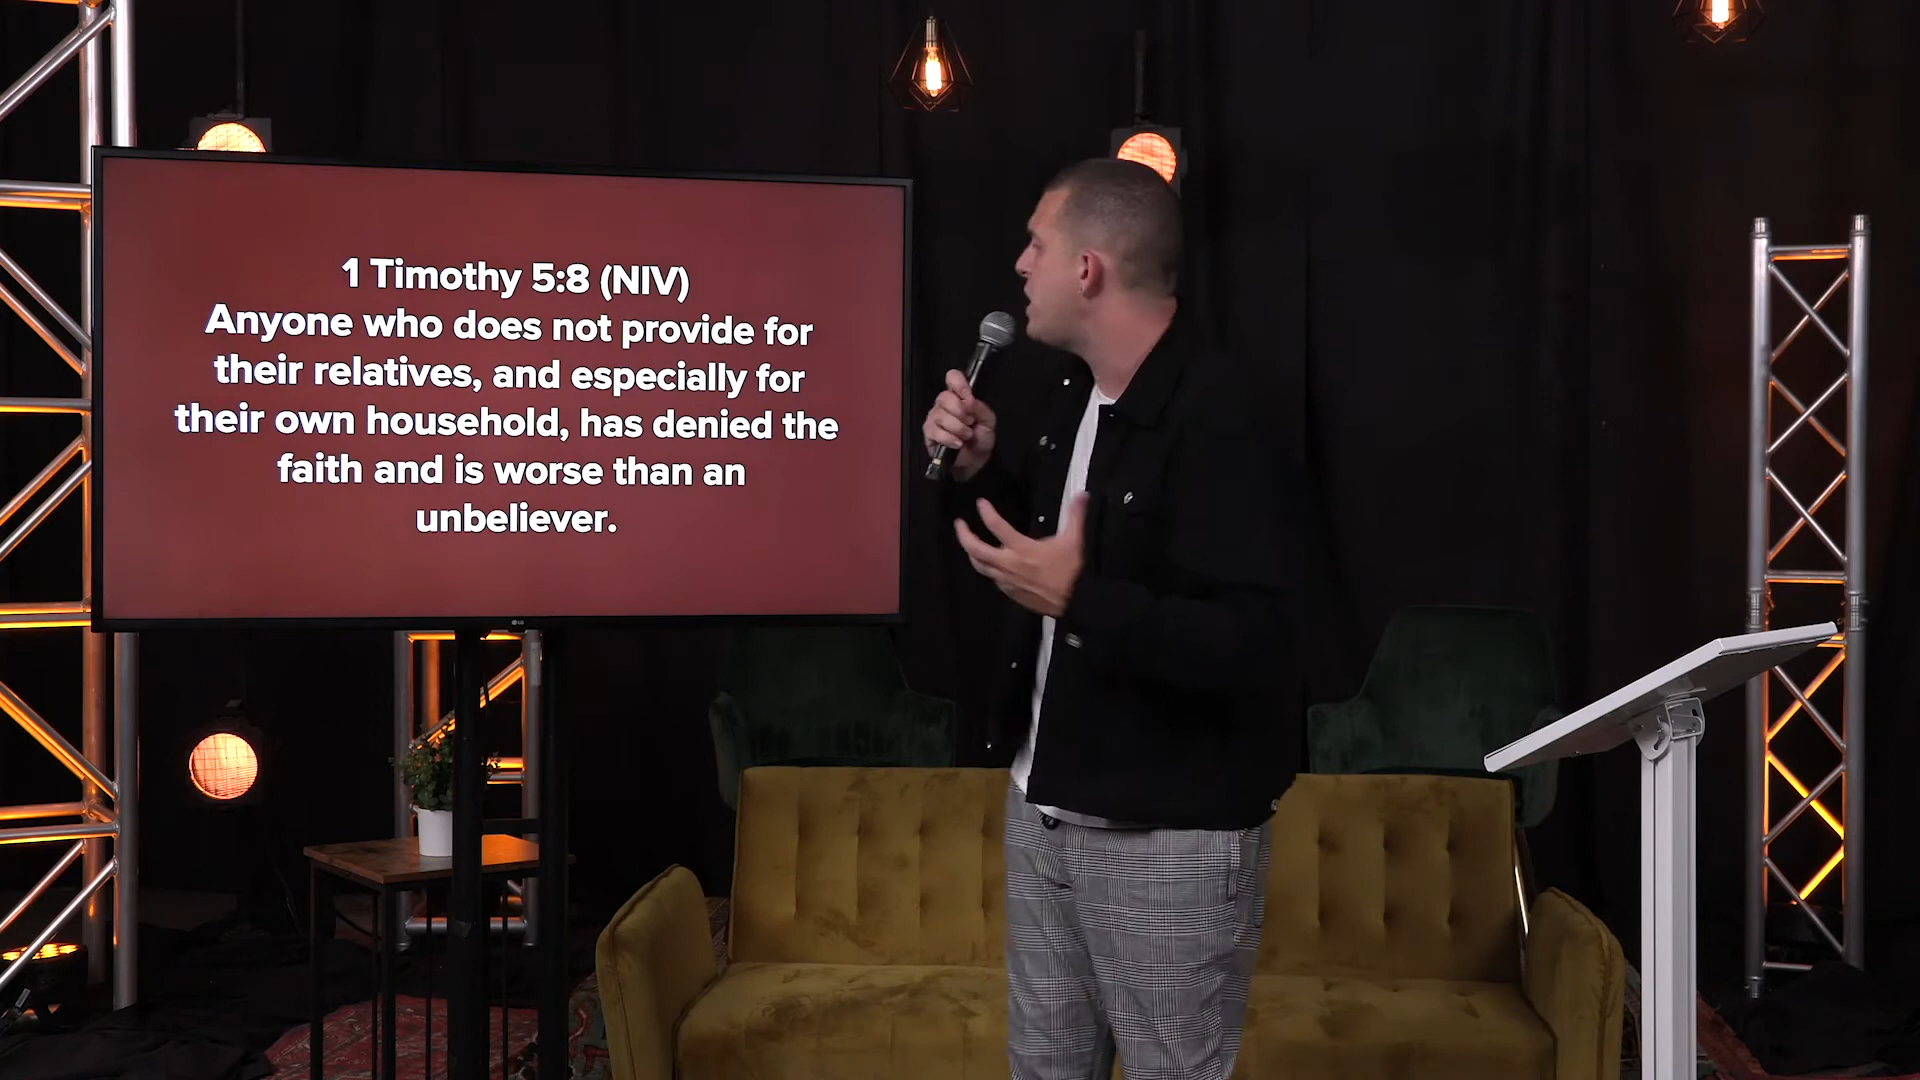 1 Timothy 5:8 (NIV)
Anyone who does not provide for
their relatives, and especially for
their own household, has denied the
faith and is worse than an
unbeliever.
LG